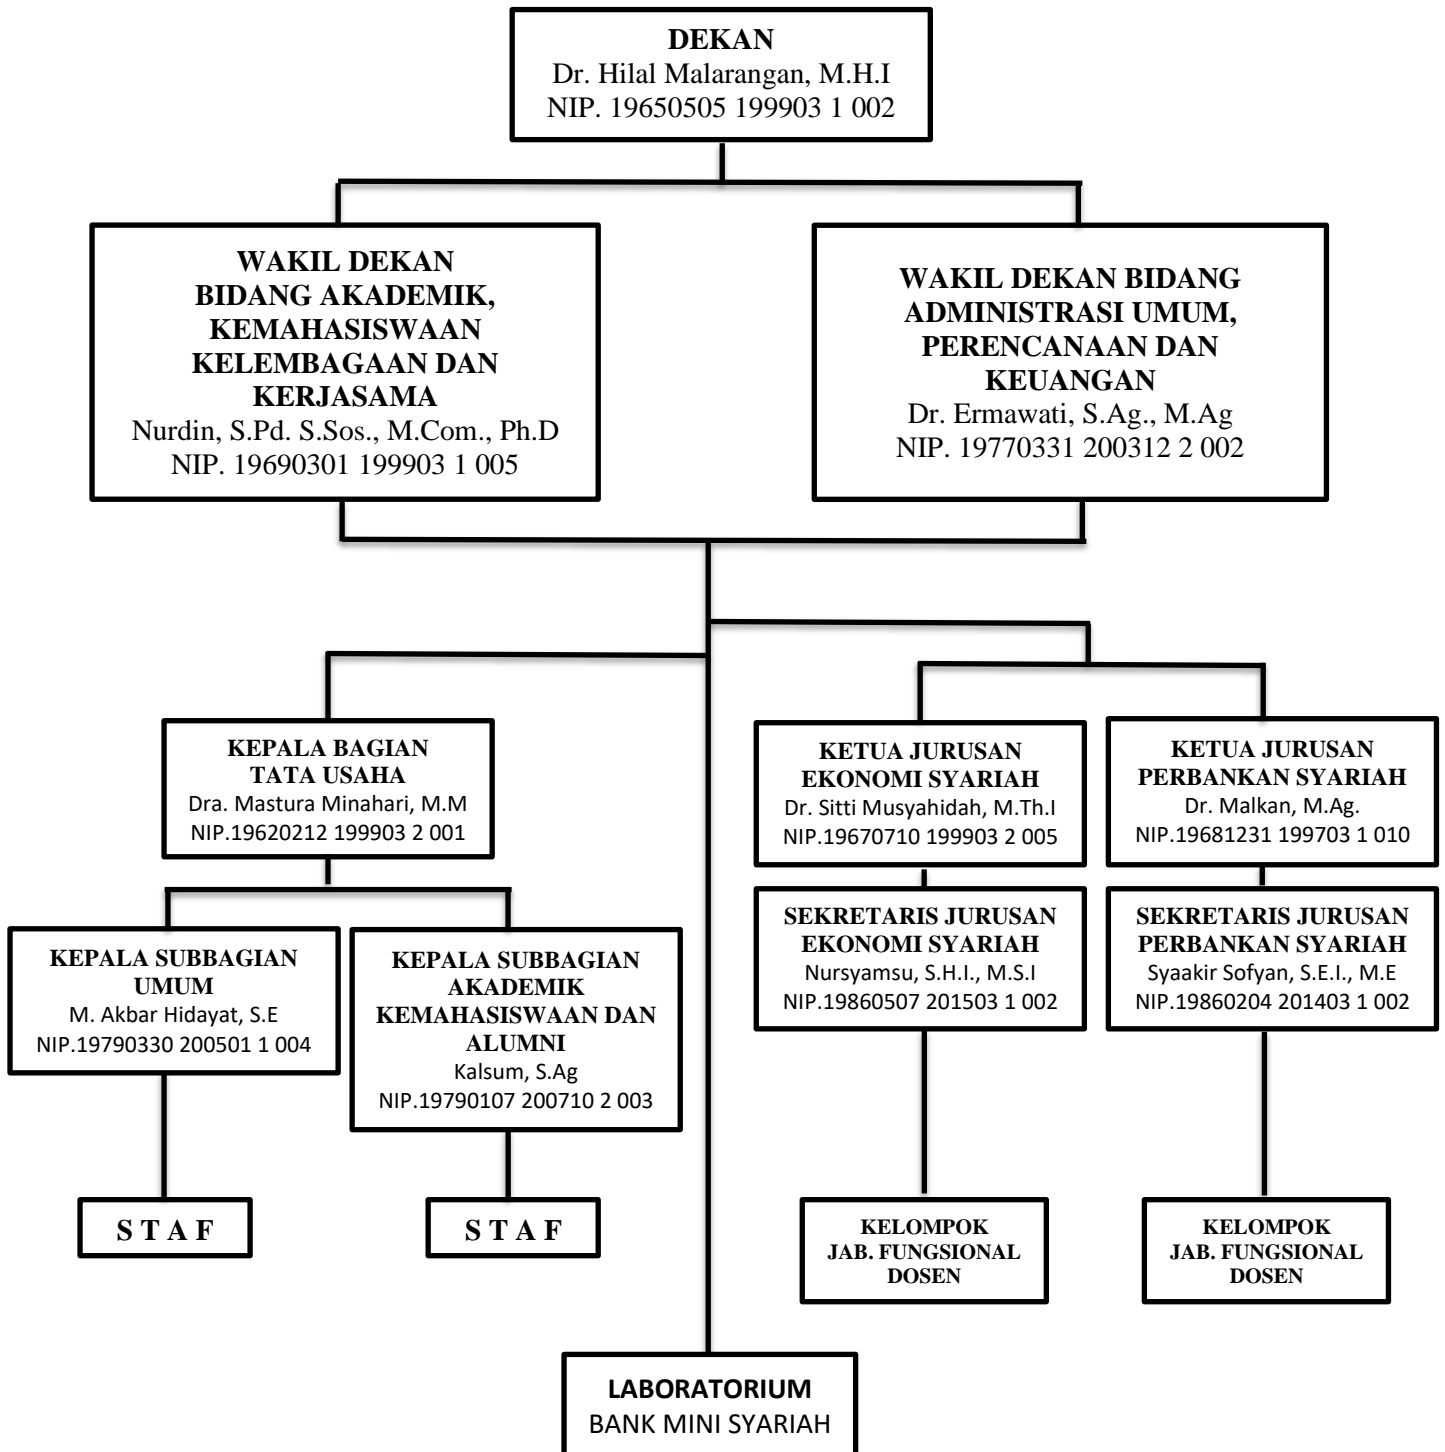 DEKAN
Dr. Hilal Malarangan, M.H.I
NIP. 19650505 199903 1 002
WAKIL DEKAN
BIDANG AKADEMIK,
KEMAHASISWAAN
KELEMBAGAAN DAN
KERJASAMA
Nurdin, S.Pd. S.Sos., M.Com., Ph.D
NIP. 19690301 199903 1 005
WAKIL DEKAN BIDANG
ADMINISTRASI UMUM,
PERENCANAAN DAN
KEUANGAN
Dr. Ermawati, S.Ag., M.Ag
NIP. 19770331 200312 2 002
KEPALA BAGIAN
TATA USAHA
Dra. Mastura Minahari, M.M
NIP.19620212 199903 2 001
KETUA JURUSAN
EKONOMI SYARIAH
Dr. Sitti Musyahidah, M.Th.I
NIP.19670710 199903 2 005
KETUA JURUSAN
PERBANKAN SYARIAH
Dr. Malkan, M.Ag.
NIP.19681231 199703 1 010
KEPALA SUBBAGIAN
UMUM
M. Akbar Hidayat, S.E
NIP.19790330 200501 1 004
KEPALA SUBBAGIAN
AKADEMIK
KEMAHASISWAAN DAN
ALUMNI
Kalsum, S.Ag
NIP.19790107 200710 2 003
SEKRETARIS JURUSAN
EKONOMI SYARIAH
Nursyamsu, S.H.I., M.S.I
NIP.19860507 201503 1 002
SEKRETARIS JURUSAN
PERBANKAN SYARIAH
Syaakir Sofyan, S.E.I., M.E
NIP.19860204 201403 1 002
S T A F
S T A F
KELOMPOK
JAB. FUNGSIONAL
DOSEN
KELOMPOK
JAB. FUNGSIONAL
DOSEN
LABORATORIUM
BANK MINI SYARIAH